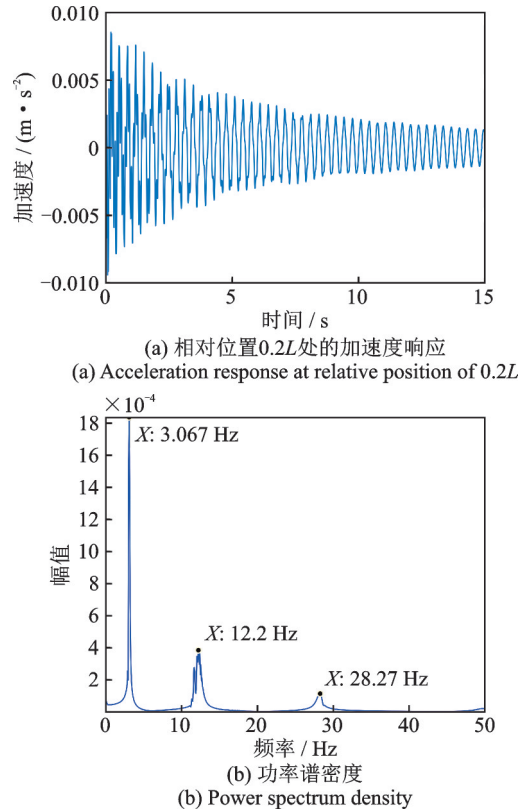 0.010
0.005
0
−0.005
−0.010
加速度 / (m • s⁻²)
0 5 10 15
时间 / s
(a) 相对位置0.2L处的加速度响应
(a) Acceleration response at relative position of 0.2L
×10⁻⁴
18
16
14
12
10
8
6
4
2
幅值
X: 3.067 Hz
X: 12.2 Hz
X: 28.27 Hz
0 10 20 30 40 50
频率 / Hz
(b) 功率谱密度
(b) Power spectrum density